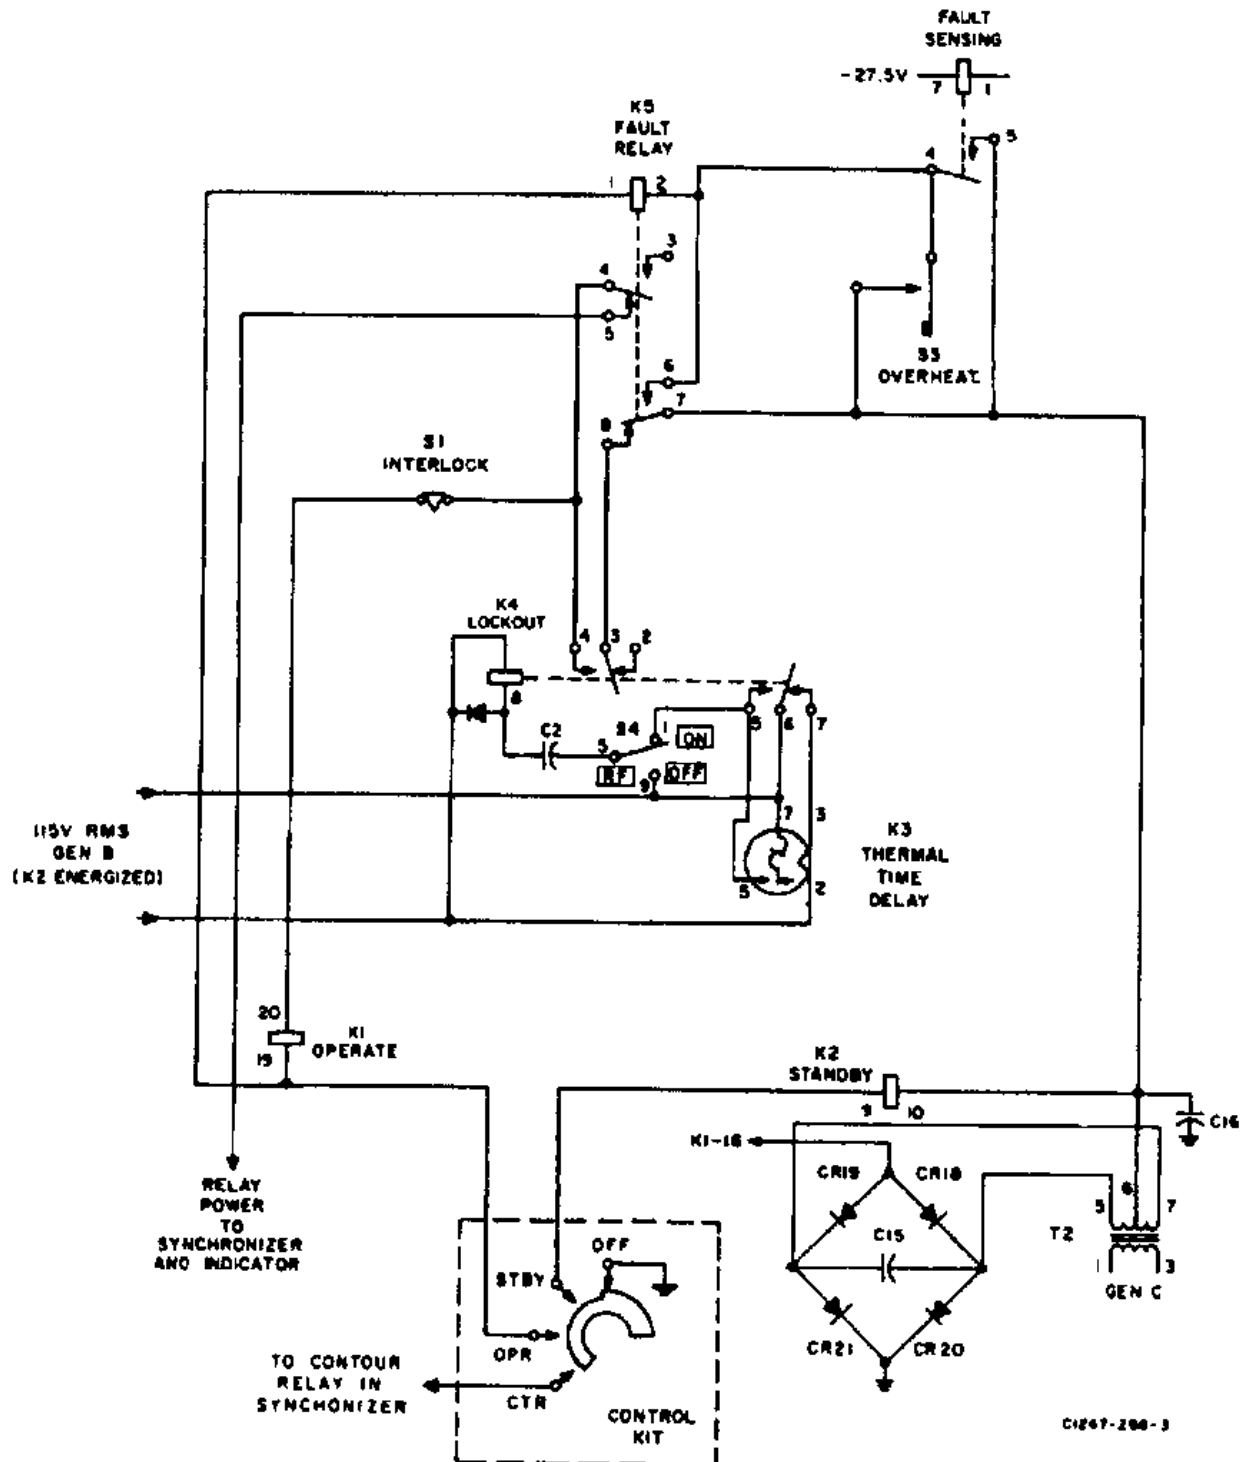 FAULT
SENSING
-27.5V
7
1
K5
FAULT
RELAY
1
2
4
5
3
4
5
S5
OVERHEAT.
6
7
8
S1
INTERLOCK
K4
LOCKOUT
4
3
2
8
C2
S4
1
ON
5
RF
OFF
9
5
6
7
7
3
5
2
K3
THERMAL
TIME
DELAY
115V RMS
GEN B
(K2 ENERGIZED)
20
19
K1
OPERATE
K2
STANDBY
9
10
C16
K1-16
CR19
CR18
C15
CR21
CR20
5
6
7
T2
1
3
GEN C
RELAY
POWER
TO
SYNCHRONIZER
AND INDICATOR
OFF
STBY
OPR
CTR
TO CONTOUR
RELAY IN
SYNCHONIZER
CONTROL
KIT